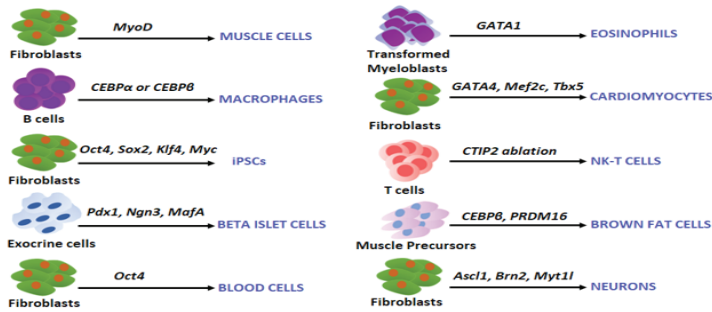 MyoD
MUSCLE CELLS
Fibroblasts
CEBPα or CEBPβ
MACROPHAGES
B cells
Oct4, Sox2, Klf4, Myc
iPSCs
Fibroblasts
Pdx1, Ngn3, MafA
BETA ISLET CELLS
Exocrine cells
Oct4
BLOOD CELLS
Fibroblasts
GATA1
EOSINOPHILS
Transformed
Myeloblasts
GATA4, Mef2c, Tbx5
CARDIOMYOCYTES
Fibroblasts
CTIP2 ablation
NK-T CELLS
T cells
CEBPβ, PRDM16
BROWN FAT CELLS
Muscle Precursors
Ascl1, Brn2, Myt1l
NEURONS
Fibroblasts